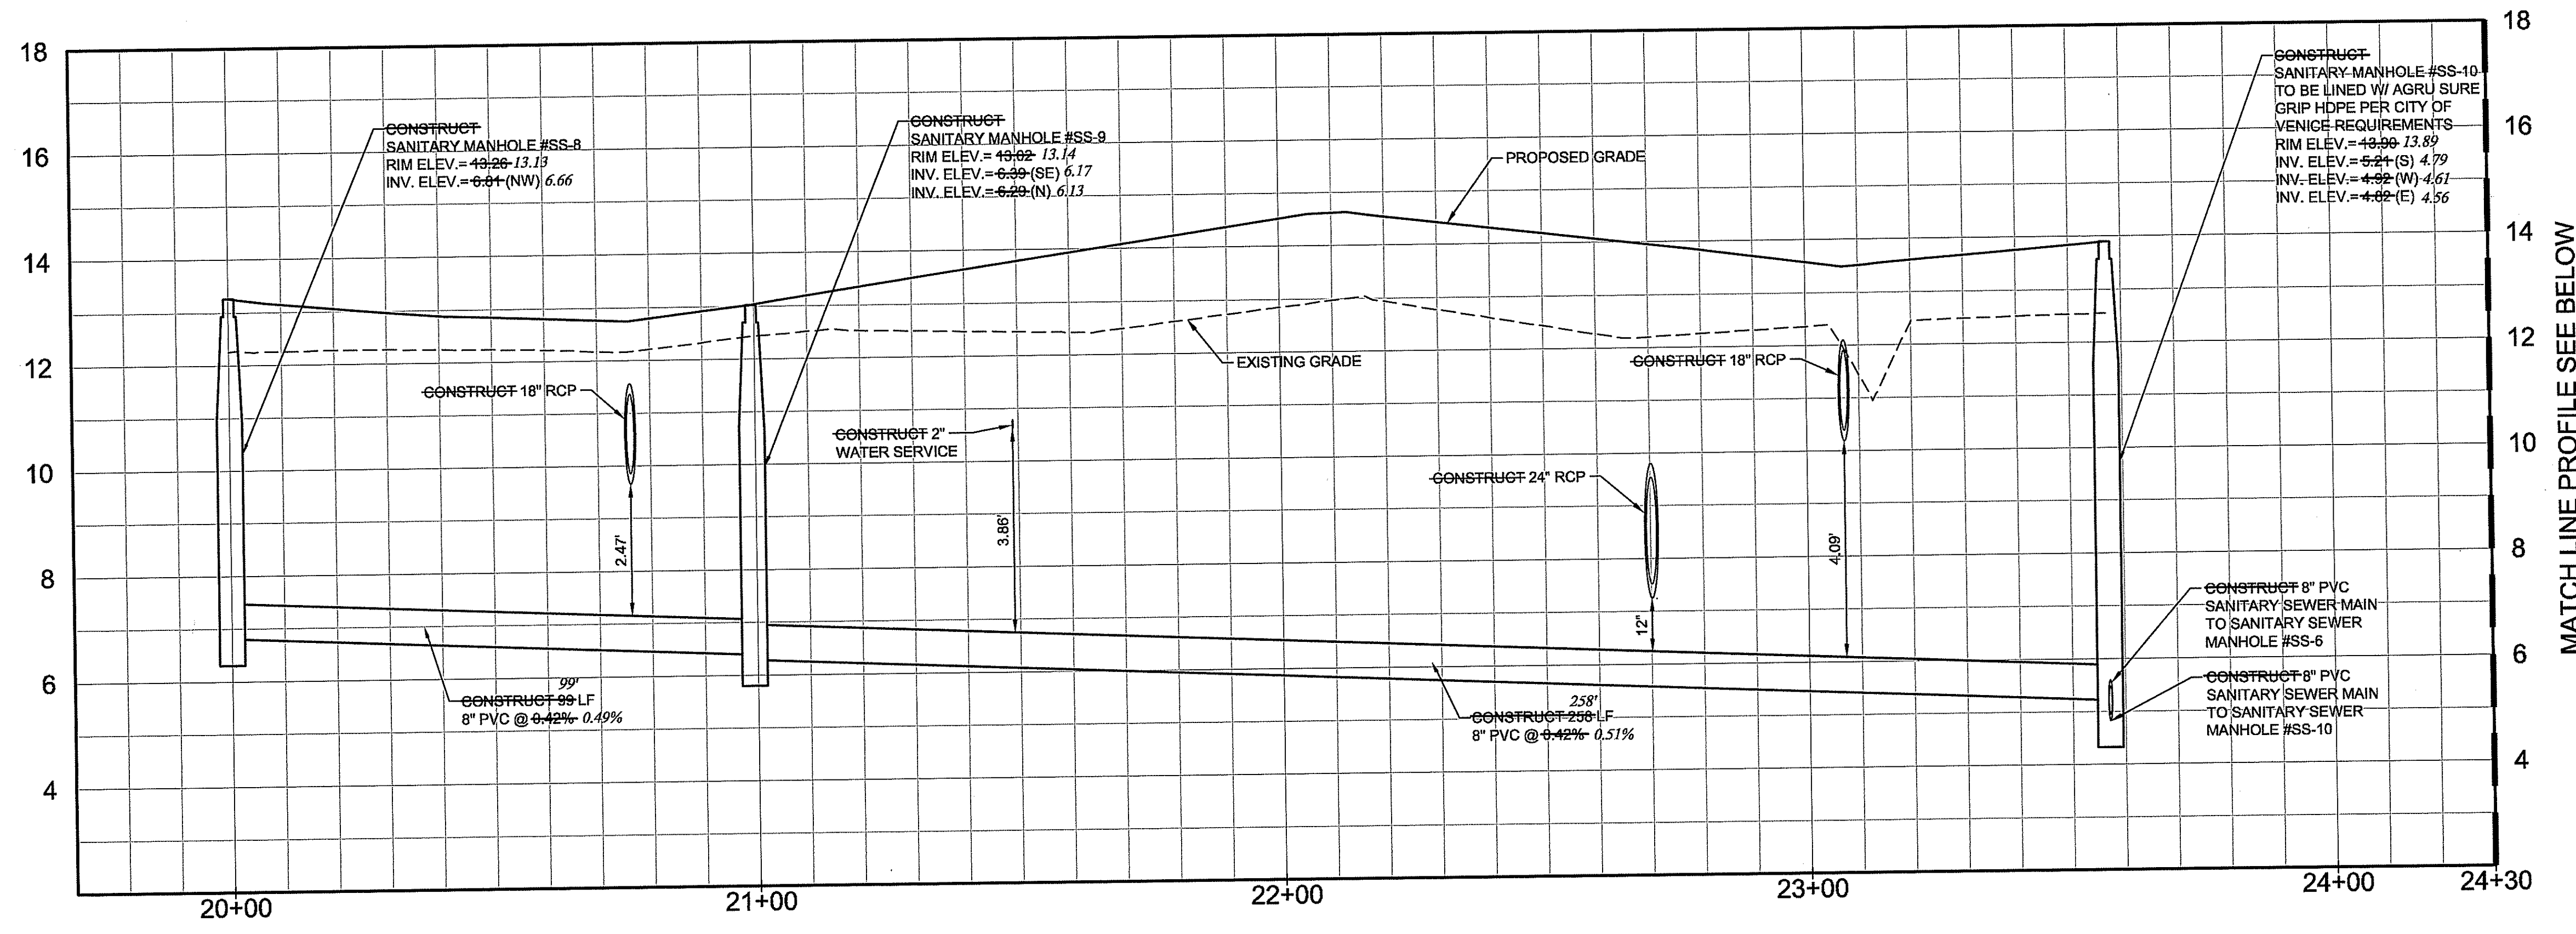 18
16
14
12
10
8
6
4
CONSTRUCT
SANITARY MANHOLE #SS-8
RIM ELEV.= 13.26 13.13
INV. ELEV.= 6.81 (NW) 6.66
CONSTRUCT
SANITARY MANHOLE #SS-9
RIM ELEV.= 13.02 13.14
INV. ELEV.= 6.39 (SE) 6.17
INV. ELEV.= 6.29 (N) 6.13
PROPOSED GRADE
CONSTRUCT
SANITARY MANHOLE #SS-10
TO BE LINED W/ AGRU SURE
GRIP HDPE PER CITY OF
VENICE REQUIREMENTS
RIM ELEV.= 13.90 13.89
INV. ELEV.= 5.21 (S) 4.79
INV. ELEV.= 4.92 (W) 4.61
INV. ELEV.= 4.82 (E) 4.56
EXISTING GRADE
CONSTRUCT 18" RCP
CONSTRUCT 18" RCP
CONSTRUCT 2"
WATER SERVICE
CONSTRUCT 24" RCP
2.47'
3.86'
12"
4.09'
99'
CONSTRUCT 99 LF
8" PVC @ 0.42% 0.49%
258'
CONSTRUCT 258 LF
8" PVC @ 0.42% 0.51%
CONSTRUCT 8" PVC
SANITARY SEWER MAIN
TO SANITARY SEWER
MANHOLE #SS-6
CONSTRUCT 8" PVC
SANITARY SEWER MAIN
TO SANITARY SEWER
MANHOLE #SS-10
18
16
14
12
10
8
6
4
MATCH LINE PROFILE SEE BELOW
20+00
21+00
22+00
23+00
24+00
24+30